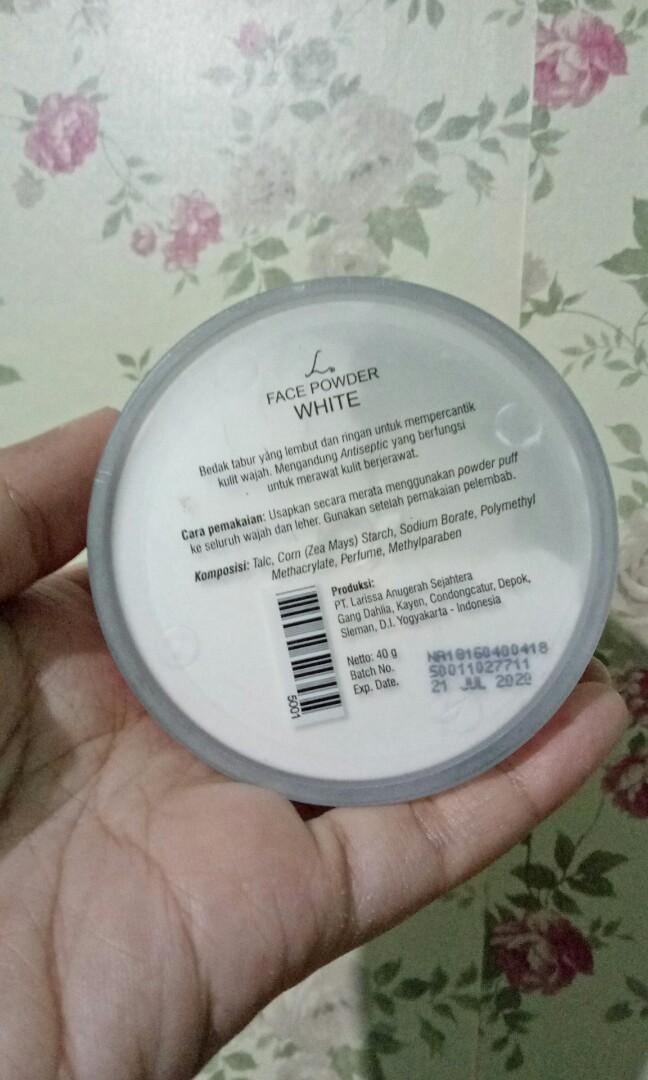 L
FACE POWDER
WHITE
Bedak tabur yang lembut dan ringan untuk mempercantik
kulit wajah. Mengandung Antiseptic yang berfungsi
untuk merawat kulit berjerawat.
Cara pemakaian: Usapkan secara merata menggunakan powder puff
ke seluruh wajah dan leher. Gunakan setelah pemakaian pelembab.
Komposisi: Talc, Corn (Zea Mays) Starch, Sodium Borate, Polymethyl
Methacrylate, Perfume, Methylparaben
Produksi:
PT. Larissa Anugerah Sejahtera
Gang Dahlia, Kayen, Condongcatur, Depok,
Sleman, D.I. Yogyakarta - Indonesia
Netto: 40 g NA18160400418
Batch No. S0011027711
Exp. Date. 21 JUL 2020
5001